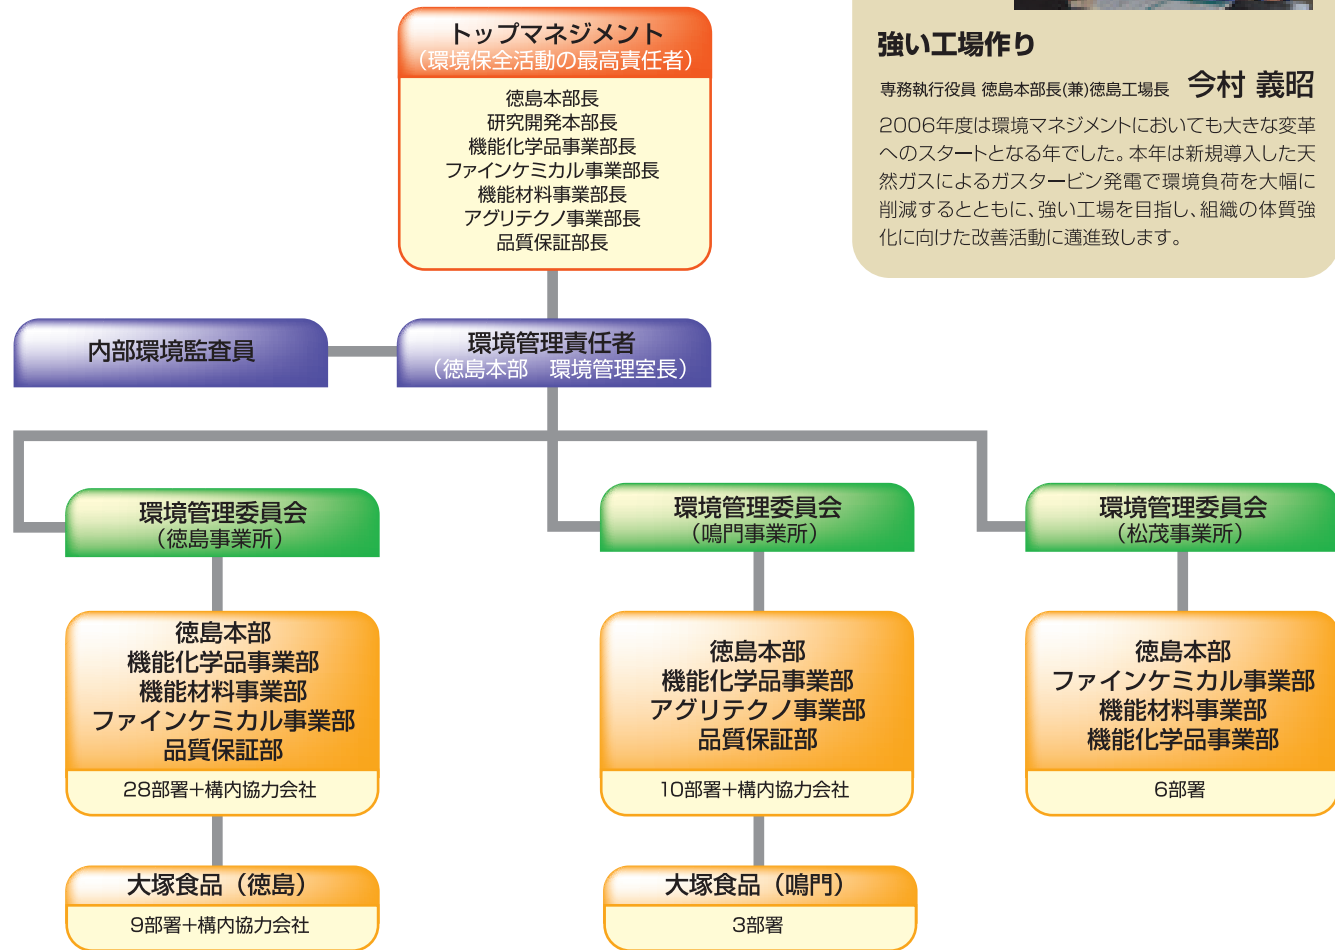 トップマネジメント
（環境保全活動の最高責任者）
徳島本部長
研究開発本部長
機能化学品事業部長
ファインケミカル事業部長
機能材料事業部長
アグリテクノ事業部長
品質保証部長
強い工場作り
専務執行役員 徳島本部長(兼)徳島工場長 今村 義昭
2006年度は環境マネジメントにおいても大きな変革
へのスタートとなる年でした。本年は新規導入した天
然ガスによるガスタービン発電で環境負荷を大幅に
削減するとともに、強い工場を目指し、組織の体質強
化に向けた改善活動に邁進致します。
内部環境監査員
環境管理責任者
（徳島本部　環境管理室長）
環境管理委員会
（徳島事業所）
徳島本部
機能化学品事業部
機能材料事業部
ファインケミカル事業部
品質保証部
28部署+構内協力会社
大塚食品（徳島）
9部署+構内協力会社
環境管理委員会
（鳴門事業所）
徳島本部
機能化学品事業部
アグリテクノ事業部
品質保証部
10部署+構内協力会社
大塚食品（鳴門）
3部署
環境管理委員会
（松茂事業所）
徳島本部
ファインケミカル事業部
機能材料事業部
機能化学品事業部
6部署